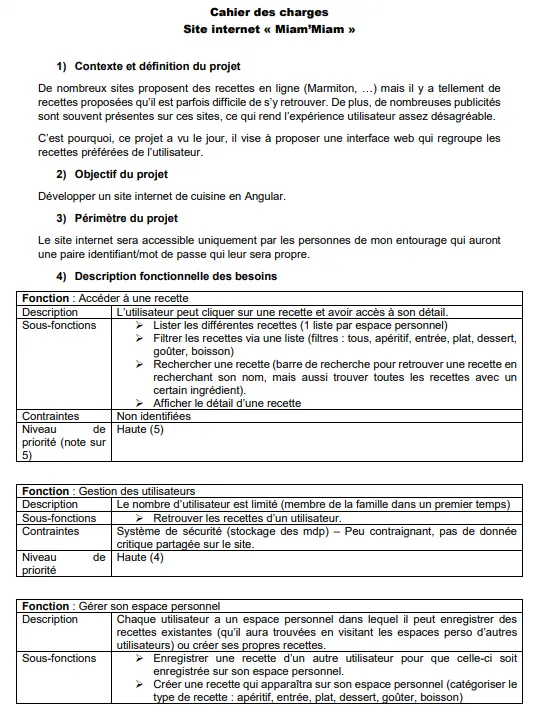 Cahier des charges
Site internet « Miam'Miam »
1) Contexte et définition du projet
De nombreux sites proposent des recettes en ligne (Marmiton, …) mais il y a tellement de
recettes proposées qu'il est parfois difficile de s'y retrouver. De plus, de nombreuses publicités
sont souvent présentes sur ces sites, ce qui rend l'expérience utilisateur assez désagréable.
C'est pourquoi, ce projet a vu le jour, il vise à proposer une interface web qui regroupe les
recettes préférées de l'utilisateur.
2) Objectif du projet
Développer un site internet de cuisine en Angular.
3) Périmètre du projet
Le site internet sera accessible uniquement par les personnes de mon entourage qui auront
une paire identifiant/mot de passe qui leur sera propre.
4) Description fonctionnelle des besoins
Fonction : Accéder à une recette
Description L'utilisateur peut cliquer sur une recette et avoir accès à son détail.
Sous-fonctions ➢ Lister les différentes recettes (1 liste par espace personnel)
➢ Filtrer les recettes via une liste (filtres : tous, apéritif, entrée, plat, dessert,
goûter, boisson)
➢ Rechercher une recette (barre de recherche pour retrouver une recette en
recherchant son nom, mais aussi trouver toutes les recettes avec un
certain ingrédient).
➢ Afficher le détail d'une recette
Contraintes Non identifiées
Niveau de Haute (5)
priorité (note sur
5)
Fonction : Gestion des utilisateurs
Description Le nombre d'utilisateur est limité (membre de la famille dans un premier temps)
Sous-fonctions ➢ Retrouver les recettes d'un utilisateur.
Contraintes Système de sécurité (stockage des mdp) – Peu contraignant, pas de donnée
critique partagée sur le site.
Niveau de Haute (4)
priorité
Fonction : Gérer son espace personnel
Description Chaque utilisateur a un espace personnel dans lequel il peut enregistrer des
recettes existantes (qu'il aura trouvées en visitant les espaces perso d'autres
utilisateurs) ou créer ses propres recettes.
Sous-fonctions ➢ Enregistrer une recette d'un autre utilisateur pour que celle-ci soit
enregistrée sur son espace personnel.
➢ Créer une recette qui apparaîtra sur son espace personnel (catégoriser le
type de recette : apéritif, entrée, plat, dessert, goûter, boisson)